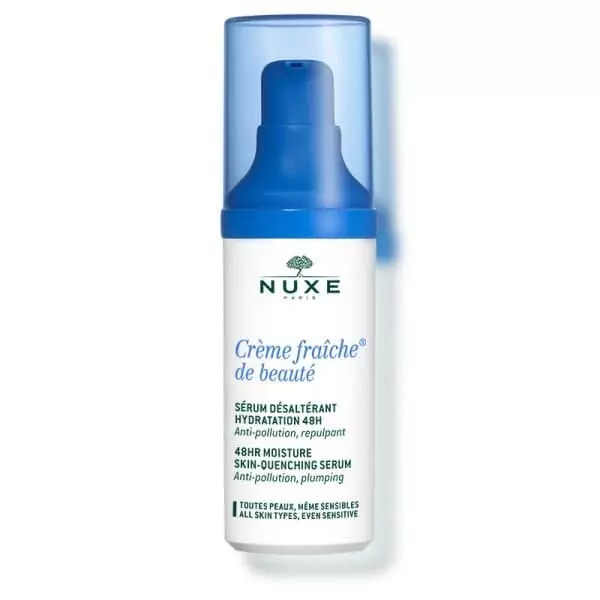 NUXE
PARIS
Crème fraîche®
de beauté
SÉRUM DÉSALTÉRANT
HYDRATATION 48H
Anti-pollution, repulpant
48HR MOISTURE
SKIN-QUENCHING SERUM
Anti-pollution, plumping
TOUTES PEAUX, MÊME SENSIBLES
ALL SKIN TYPES, EVEN SENSITIVE